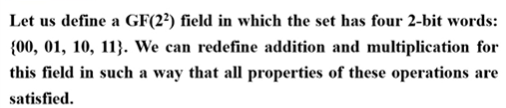 Let us define a GF(2²) field in which the set has four 2-bit words:
{00, 01, 10, 11}. We can redefine addition and multiplication for
this field in such a way that all properties of these operations are
satisfied.